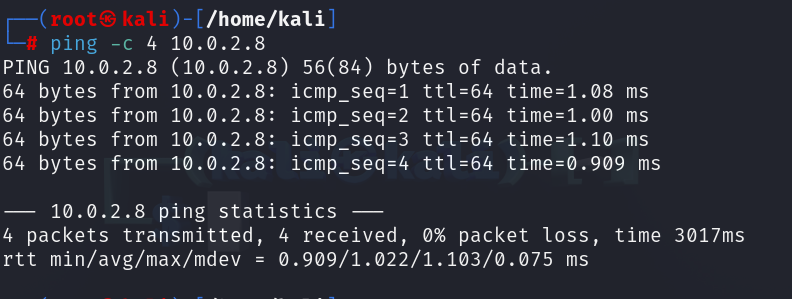 ┌──(root㉿kali)-[/home/kali]
└─# ping -c 4 10.0.2.8
PING 10.0.2.8 (10.0.2.8) 56(84) bytes of data.
64 bytes from 10.0.2.8: icmp_seq=1 ttl=64 time=1.08 ms
64 bytes from 10.0.2.8: icmp_seq=2 ttl=64 time=1.00 ms
64 bytes from 10.0.2.8: icmp_seq=3 ttl=64 time=1.10 ms
64 bytes from 10.0.2.8: icmp_seq=4 ttl=64 time=0.909 ms

--- 10.0.2.8 ping statistics ---
4 packets transmitted, 4 received, 0% packet loss, time 3017ms
rtt min/avg/max/mdev = 0.909/1.022/1.103/0.075 ms